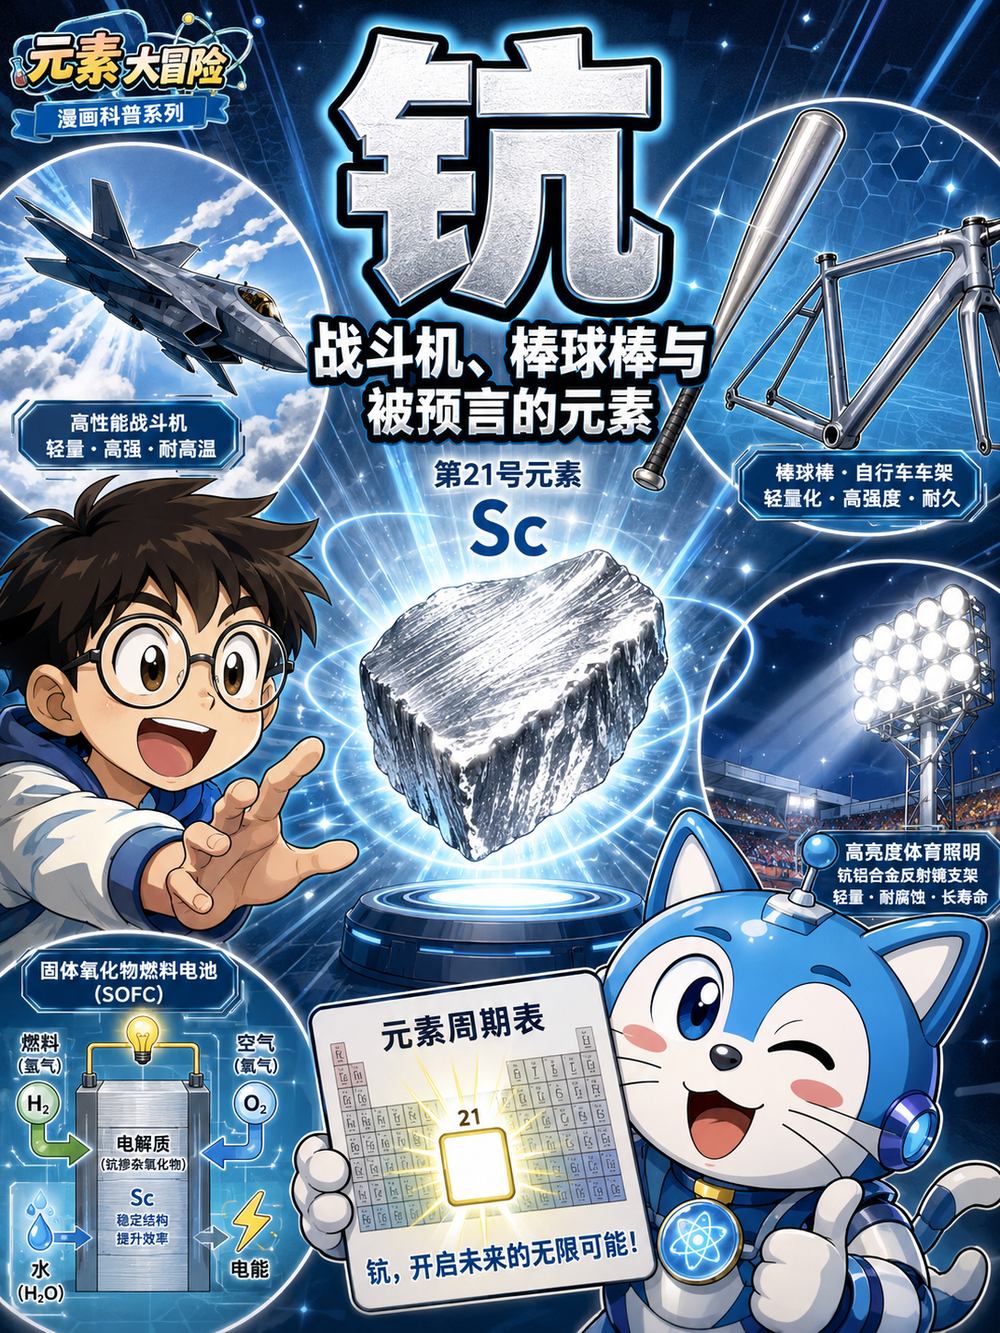 元素大冒险
漫画科普系列
钪
战斗机、棒球棒与
被预言的元素
第21号元素
Sc
高性能战斗机
轻量·高强·耐高温
棒球棒·自行车车架
轻量化·高强度·耐久
高亮度体育照明
钪铝合金反射镜支架
轻量·耐腐蚀·长寿命
固体氧化物燃料电池
(SOFC)
燃料
(氢气)
H₂
空气
(氧气)
O₂
电解质
(钪掺杂氧化物)
Sc
稳定结构
提升效率
水
(H₂O)
电能
元素周期表
21
钪，开启未来的无限可能！